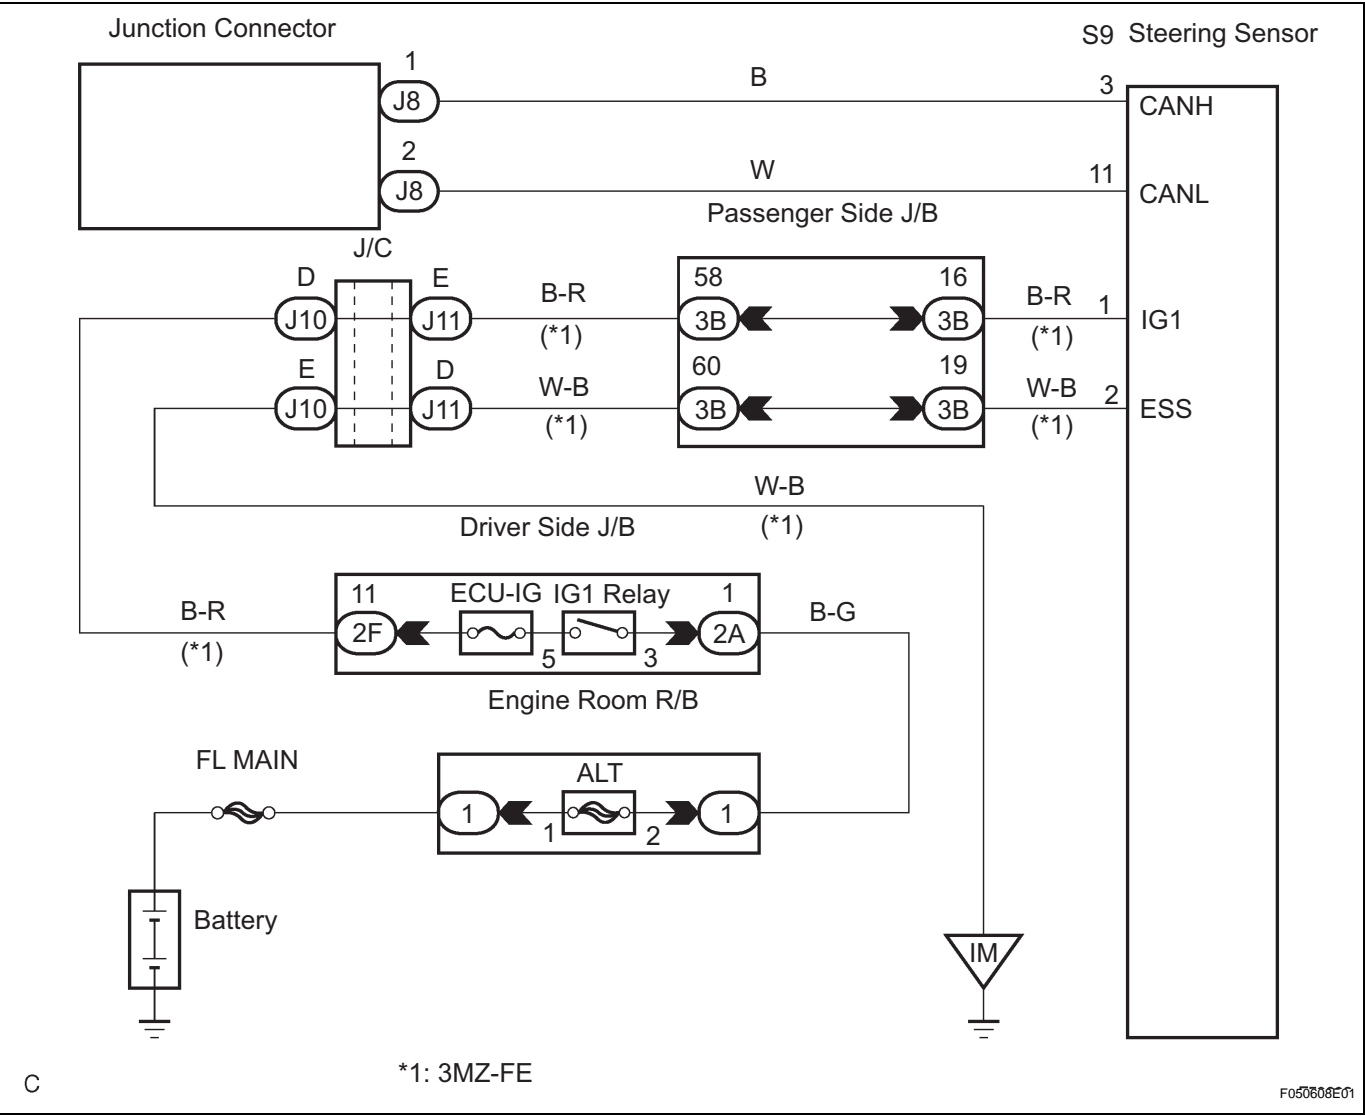 Junction Connector
S9 Steering Sensor
1
J8
B
3
CANH
2
J8
W
11
CANL
Passenger Side J/B
J/C
D
E
B-R
58
16
B-R
1
J10
J11
(*1)
3B
3B
(*1)
IG1
E
D
W-B
60
19
W-B
2
J10
J11
(*1)
3B
3B
(*1)
ESS
W-B
(*1)
Driver Side J/B
B-R
(*1)
11
ECU-IG
IG1 Relay
1
B-G
2F
5
3
2A
Engine Room R/B
FL MAIN
ALT
1
1
2
1
Battery
IM
*1: 3MZ-FE
C
F050608E01